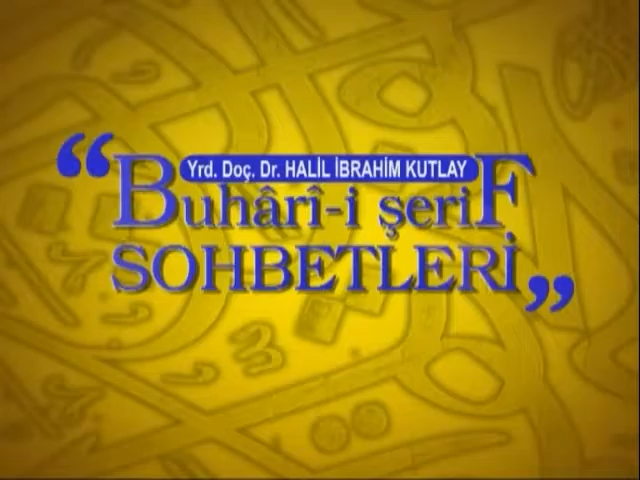 Yrd. Doç. Dr. HALİL İBRAHİM KUTLAY
“Buhârî-i şeriF
SOHBETLERİ„